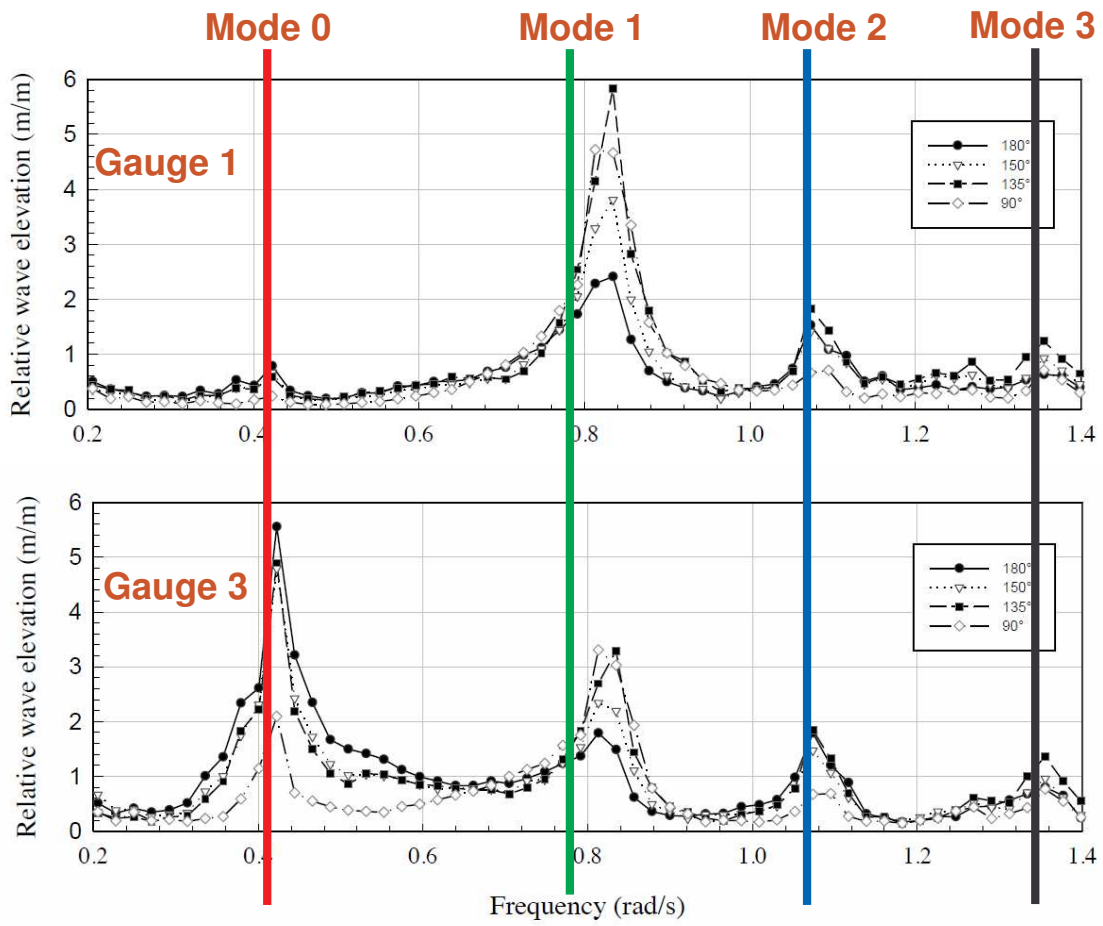 Mode 0 Mode 1 Mode 2 Mode 3
Relative wave elevation (m/m)
6
5
4
3
2
1
0
Gauge 1
180°
150°
135°
90°
0.2 0.4 0.6 0.8 1.0 1.2 1.4
Relative wave elevation (m/m)
6
5
4
3
2
1
0
Gauge 3
180°
150°
135°
90°
0.2 0.4 0.6 0.8 1.0 1.2 1.4
Frequency (rad/s)